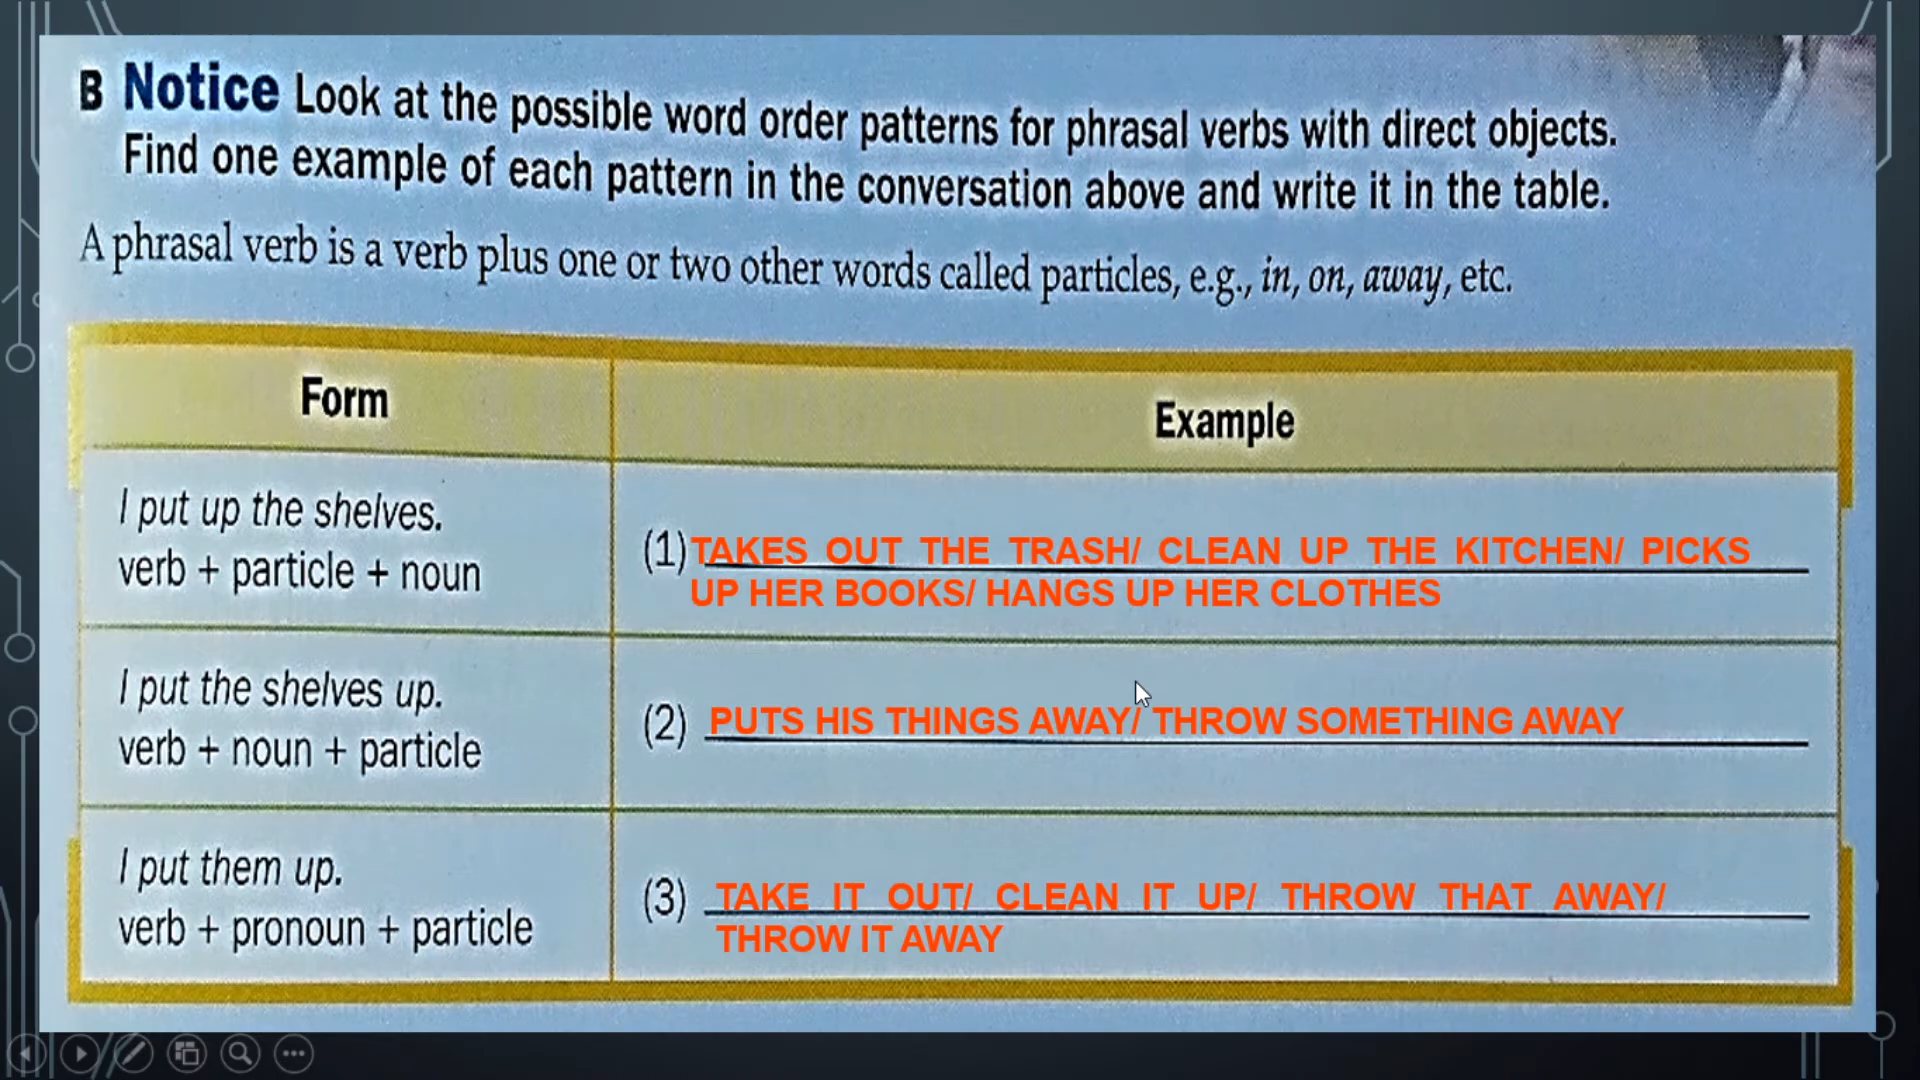 B Notice Look at the possible word order patterns for phrasal verbs with direct objects.
Find one example of each pattern in the conversation above and write it in the table.
A phrasal verb is a verb plus one or two other words called particles, e.g., in, on, away, etc.
Form
Example
I put up the shelves.
verb + particle + noun
(1) TAKES OUT THE TRASH/ CLEAN UP THE KITCHEN/ PICKS
UP HER BOOKS/ HANGS UP HER CLOTHES
I put the shelves up.
verb + noun + particle
(2) PUTS HIS THINGS AWAY/ THROW SOMETHING AWAY
I put them up.
verb + pronoun + particle
(3) TAKE IT OUT/ CLEAN IT UP/ THROW THAT AWAY/
THROW IT AWAY